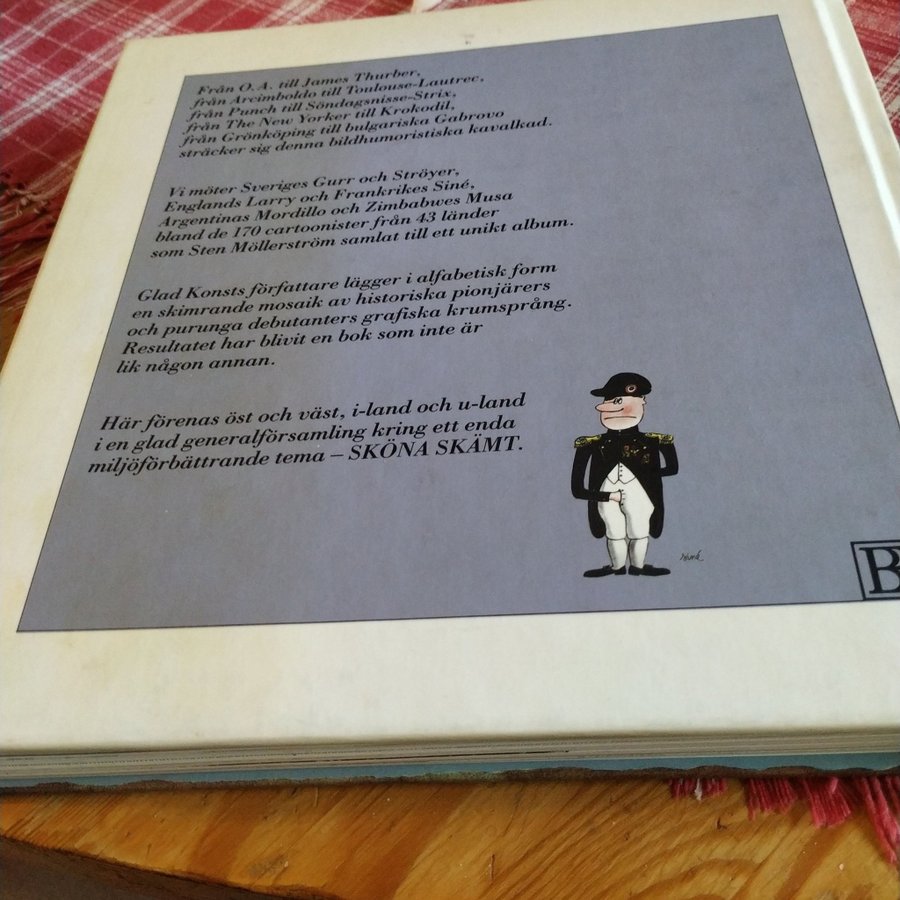 Från O. A. till James Thurber,
från Arcimboldo till Toulouse-Lautrec,
från Punch till Söndagsnisse-Strix,
från The New Yorker till Krokodil,
från Grönköping till bulgariska Gabrovo
sträcker sig denna bildhumoristiska kavalkad.
Vi möter Sveriges Gurr och Ströyer,
Englands Larry och Frankrikes Siné,
Argentinas Mordillo och Zimbabwes Musa
bland de 170 cartoonister från 43 länder
som Sten Möllerström samlat till ett unikt album.
Glad Konsts författare lägger i alfabetisk form
en skimrande mosaik av historiska pionjärers
och purunga debutanters grafiska krumsprång.
Resultatet har blivit en bok som inte är
lik någon annan.
Här förenas öst och väst, i-land och u-land
i en glad generalförsamling kring ett enda
miljöförbättrande tema – SKÖNA SKÄMT.
B